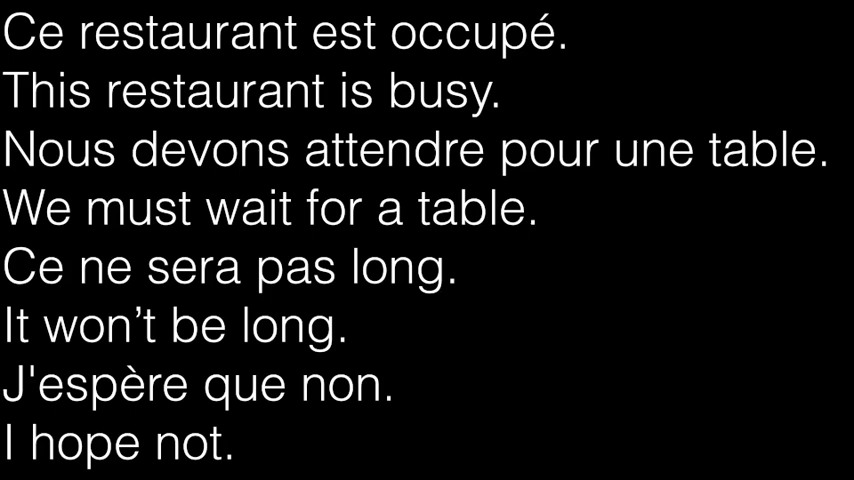 Ce restaurant est occupé.
This restaurant is busy.
Nous devons attendre pour une table.
We must wait for a table.
Ce ne sera pas long.
It won’t be long.
J'espère que non.
I hope not.